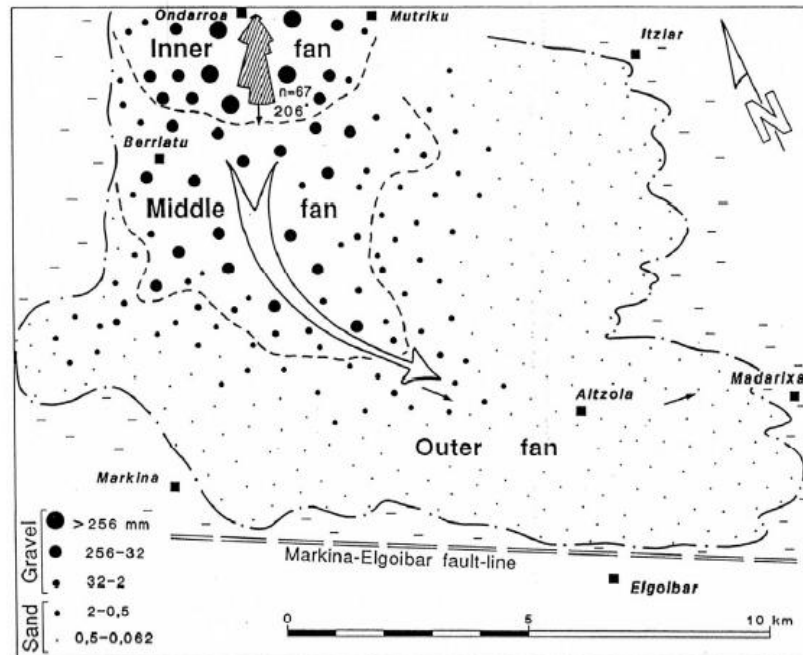 Ondarroa
Mutriku
Itziar
Inner fan
n=67
206°
N
Berriatu
Middle fan
Madarixa
Altzola
Outer fan
Markina
Markina-Elgoibar fault-line
Elgoibar
Gravel
>256 mm
256-32
32-2
Sand
2-0,5
0,5-0,062
0 5 10 km